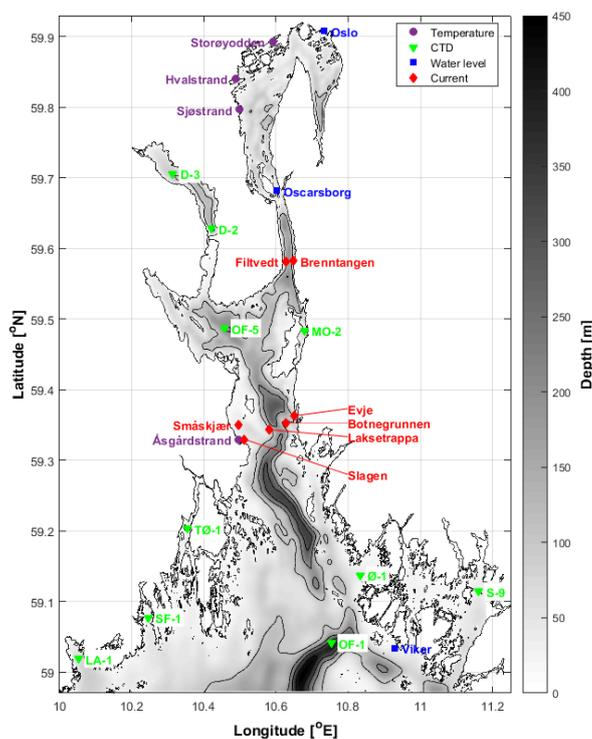 59.9
59.8
59.7
59.6
59.5
59.4
59.3
59.2
59.1
59
Latitude [°N]
10
10.2
10.4
10.6
10.8
11
11.2
Longitude [°E]
Temperature
CTD
Water level
Current
Storøyodden
Oslo
Hvalstrand
Sjøstrand
D-3
Oscarsborg
D-2
Filtvedt
Brenntangen
OF-5
MO-2
Evje
Botnegrunnen
Småskjær
Laksetrappa
Åsgårdstrand
Slagen
TØ-1
Ø-1
S-9
SF-1
OF-1
Viker
LA-1
450
400
350
300
250
200
150
100
50
0
Depth [m]